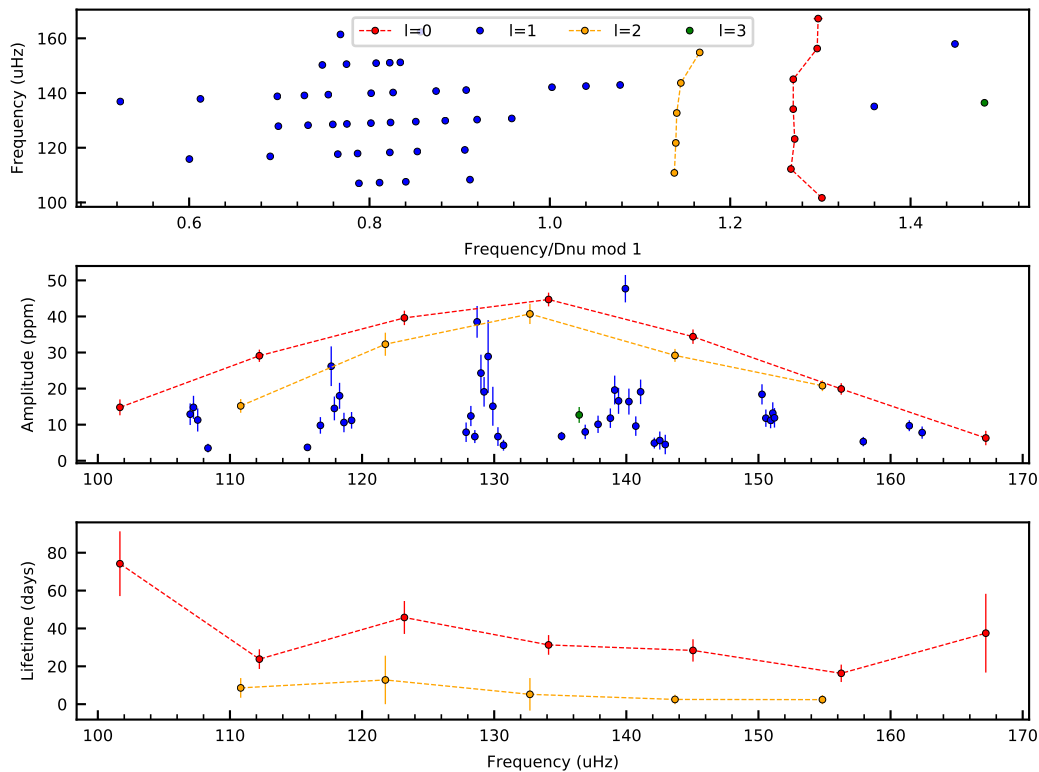 160
140
120
100
Frequency (uHz)
l=0 l=1 l=2 l=3
0.6 0.8 1.0 1.2 1.4
Frequency/Dnu mod 1
50
40
30
20
10
0
Amplitude (ppm)
100 110 120 130 140 150 160 170
80
60
40
20
0
Lifetime (days)
100 110 120 130 140 150 160 170
Frequency (uHz)